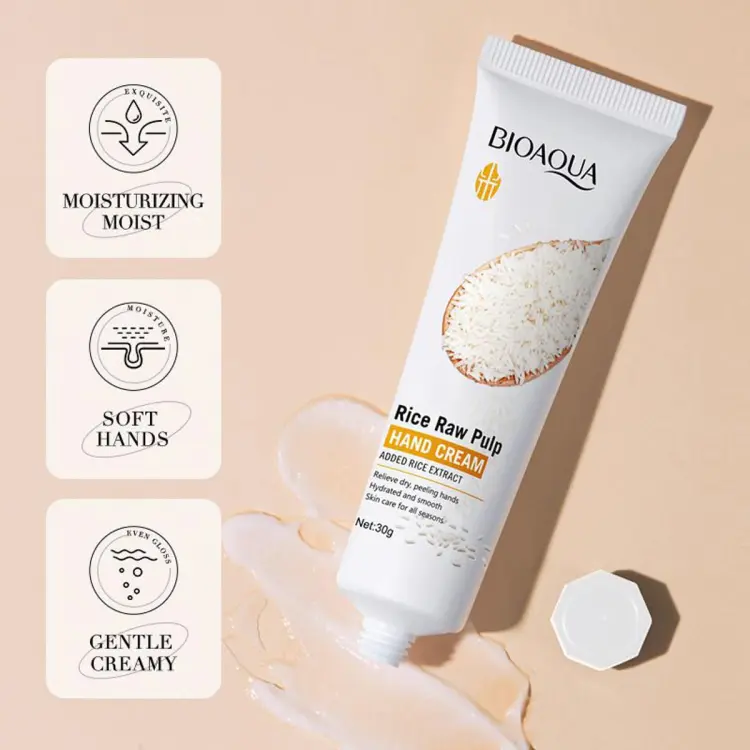 EXQUISITE
MOISTURIZING
MOIST
MOISTURE
SOFT
HANDS
EVEN GLOSS
GENTLE
CREAMY
BIOAQUA
Rice Raw Pulp
HAND CREAM
ADDED RICE EXTRACT
Relieve dry, peeling hands
Hydrated and smooth
Skin care for all seasons
Net:30g